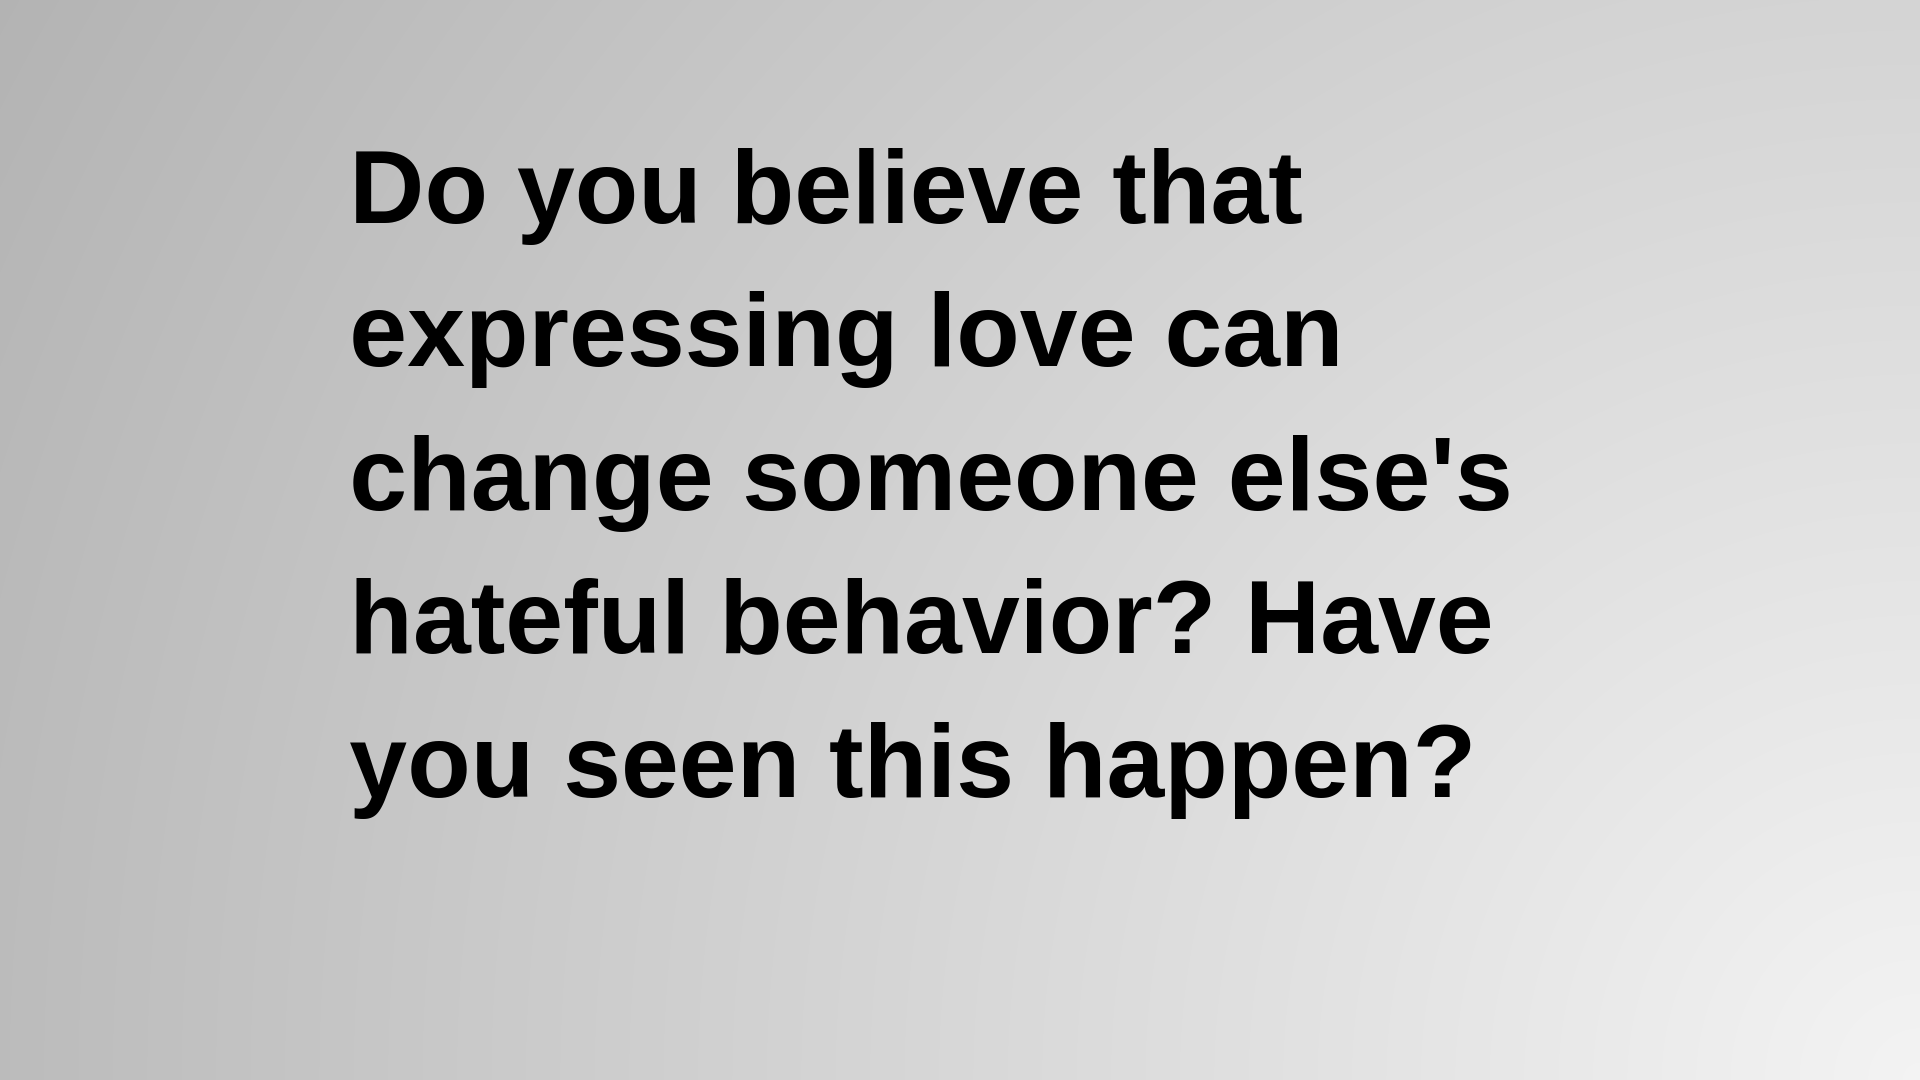 Do you believe that
expressing love can
change someone else's
hateful behavior? Have
you seen this happen?